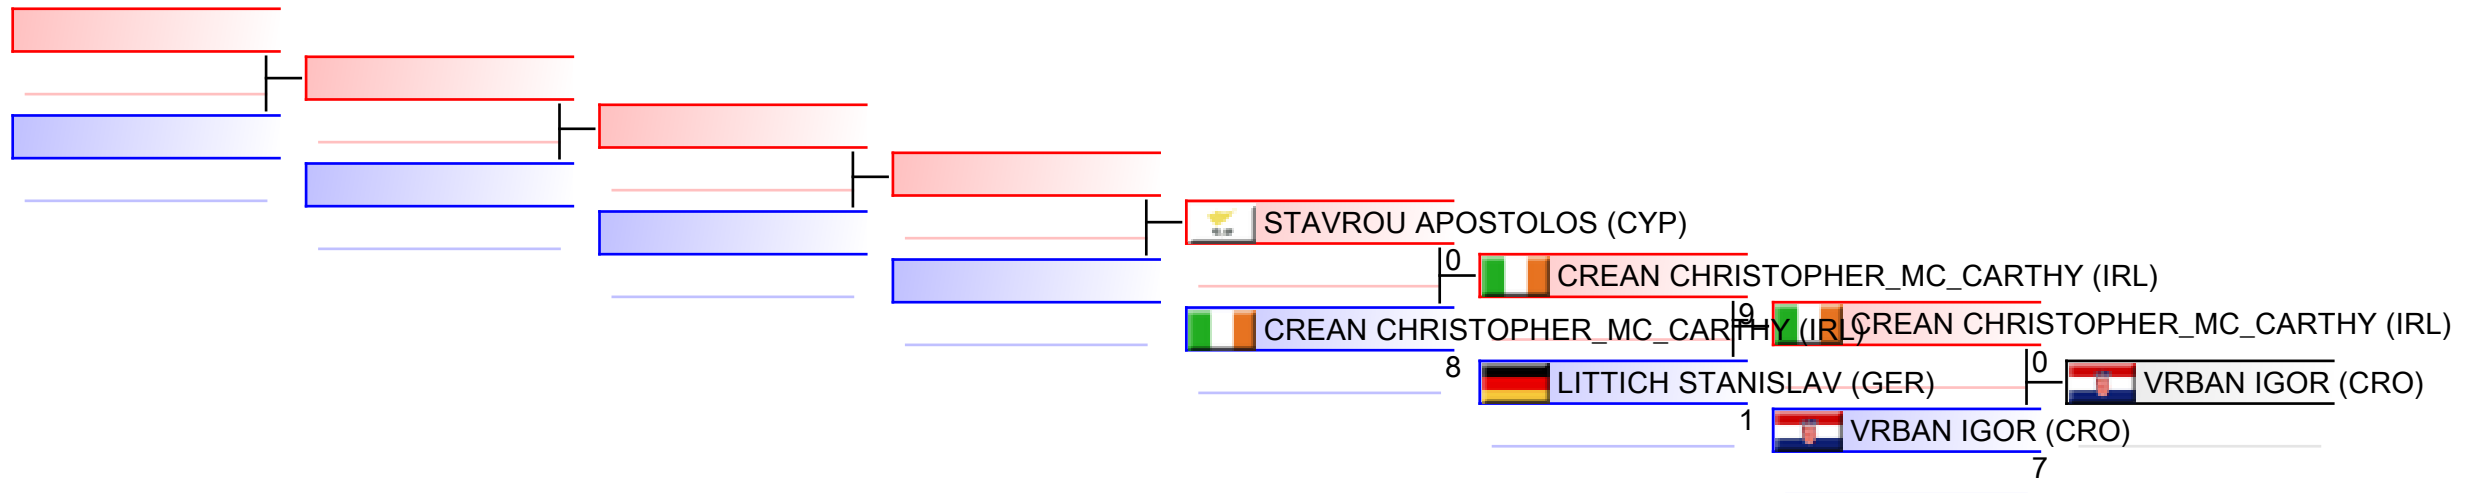 STAVROU APOSTOLOS (CYP)
0
CREAN CHRISTOPHER_MC_CARTHY (IRL)
CREAN CHRISTOPHER_MC_CARTHY (IRL)
8
9
CREAN CHRISTOPHER_MC_CARTHY (IRL)
LITTICH STANISLAV (GER)
1
0
VRBAN IGOR (CRO)
VRBAN IGOR (CRO)
7